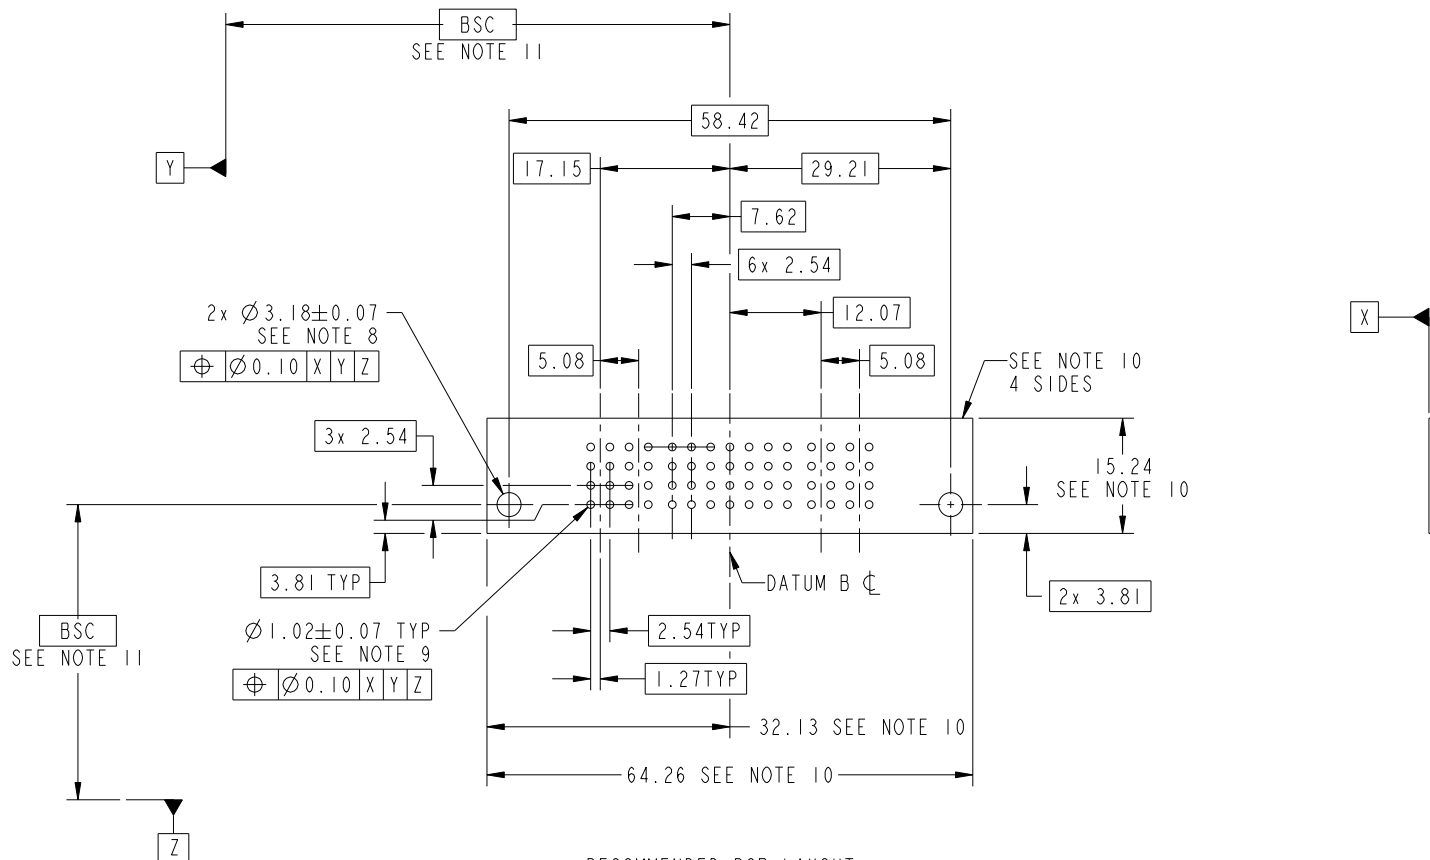 BSC
SEE NOTE 11
58.42
Y
17.15
29.21
7.62
6x 2.54
2x Ø3.18±0.07
SEE NOTE 8
⌖ Ø0.10 X Y Z
12.07
X
5.08
5.08
SEE NOTE 10
4 SIDES
3x 2.54
15.24
SEE NOTE 10
3.81 TYP
DATUM B ℄
2x 3.81
BSC
SEE NOTE 11
Ø1.02±0.07 TYP
SEE NOTE 9
⌖ Ø0.10 X Y Z
2.54TYP
1.27TYP
32.13 SEE NOTE 10
64.26 SEE NOTE 10
Z
RECOMMENDED PCB LAYOUT